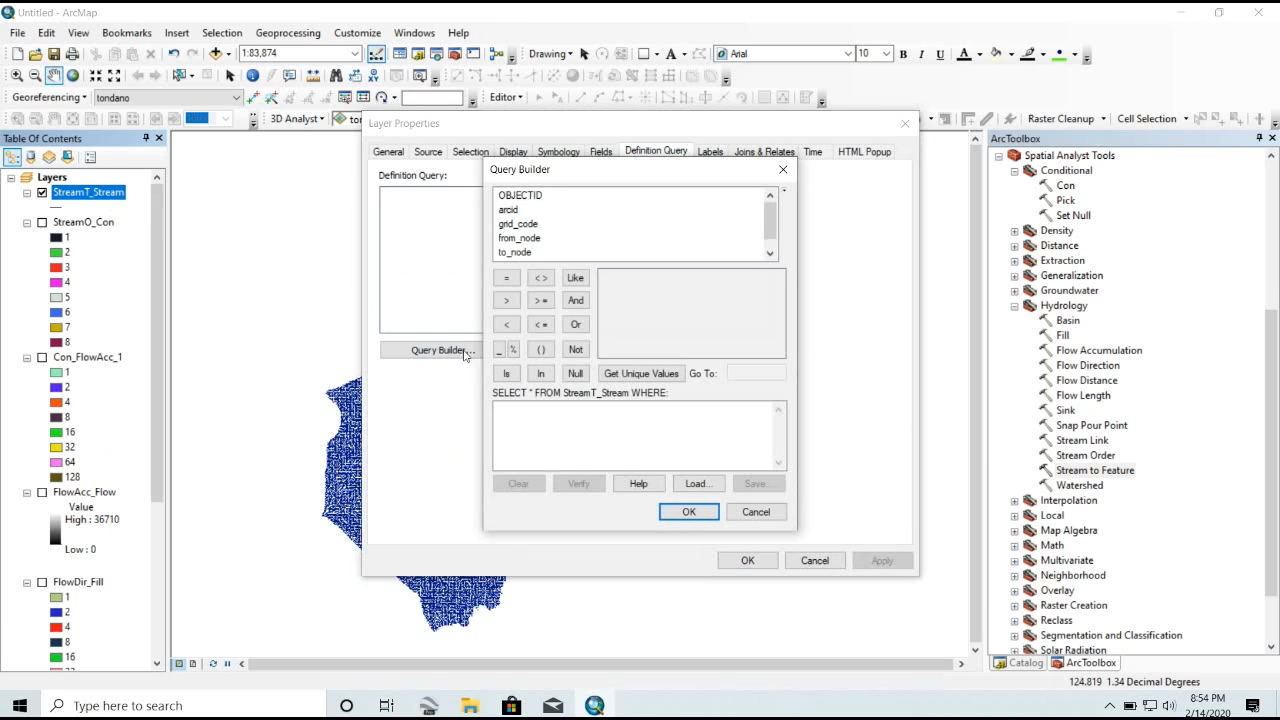 Untitled - ArcMap
File Edit View Bookmarks Insert Selection Geoprocessing Customize Windows Help
1:83,874 Drawing Arial 10 B I U A
Georeferencing tondano Editor
3D Analyst Raster Cleanup Cell Selection
Table Of Contents
Layers
StreamT_Stream
StreamO_Con
1
2
3
4
5
6
7
8
Con_FlowAcc_1
1
2
4
8
16
32
64
128
FlowAcc_Flow
Value
High : 36710
Low : 0
FlowDir_Fill
1
2
4
8
16
Layer Properties
General Source Selection Display Symbology Fields Definition Query Labels Joins & Relates Time HTML Popup
Definition Query:
Query Builder...
OK Cancel Apply
Query Builder
OBJECTID
arcid
grid_code
from_node
to_node
= < > Like
> > = And
< < = Or
_ % ( ) Not
Is In Null Get Unique Values Go To:
SELECT * FROM StreamT_Stream WHERE:
Clear Verify Help Load... Save...
OK Cancel
ArcToolbox
Spatial Analyst Tools
Conditional
Con
Pick
Set Null
Density
Distance
Extraction
Generalization
Groundwater
Hydrology
Basin
Fill
Flow Accumulation
Flow Direction
Flow Distance
Flow Length
Sink
Snap Pour Point
Stream Link
Stream Order
Stream to Feature
Watershed
Interpolation
Local
Map Algebra
Math
Multivariate
Neighborhood
Overlay
Raster Creation
Reclass
Segmentation and Classification
Solar Radiation
Catalog ArcToolbox
124.819 1.34 Decimal Degrees
Type here to search
8:54 PM
2/14/2020